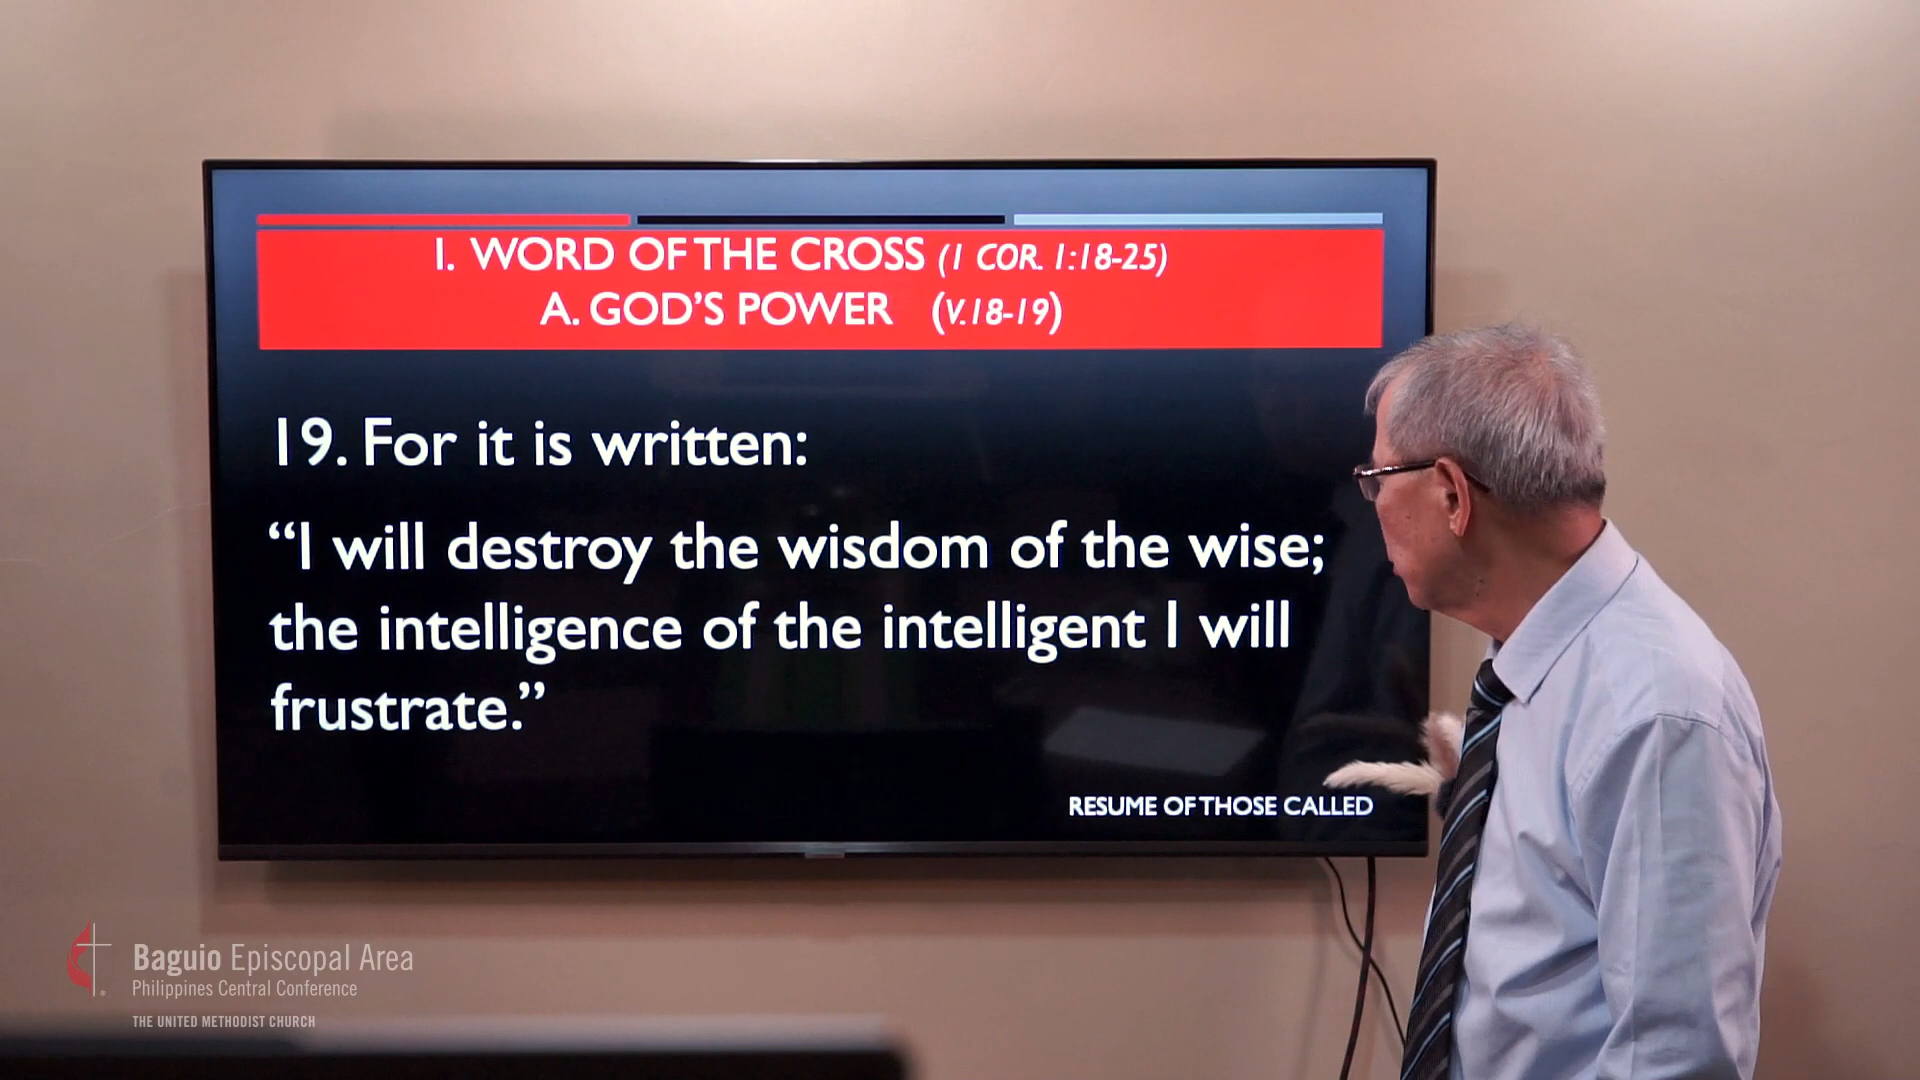 I. WORD OF THE CROSS (1 COR. 1:18-25)
A. GOD'S POWER (V.18-19)
19. For it is written:
“I will destroy the wisdom of the wise;
the intelligence of the intelligent I will
frustrate.”
RESUME OF THOSE CALLED
Baguio Episcopal Area
Philippines Central Conference
THE UNITED METHODIST CHURCH